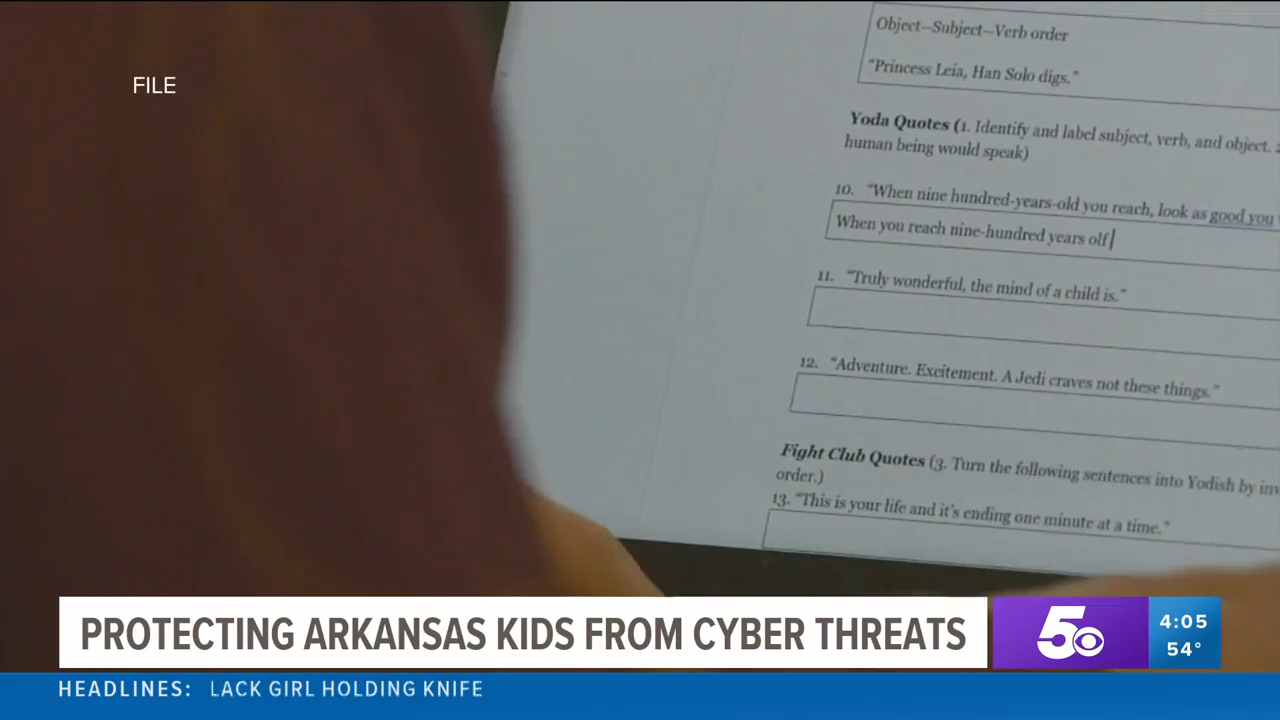 FILE
Object—Subject—Verb order
"Princess Leia, Han Solo digs."
Yoda Quotes (1. Identify and label subject, verb, and object.
human being would speak)
10. "When nine hundred-years-old you reach, look as good you
When you reach nine-hundred years olf
11. "Truly wonderful, the mind of a child is."
12. "Adventure. Excitement. A Jedi craves not these things."
Fight Club Quotes (3. Turn the following sentences into Yodish by inv
order.)
13. "This is your life and it's ending one minute at a time."
PROTECTING ARKANSAS KIDS FROM CYBER THREATS
5
4:05
54°
HEADLINES: LACK GIRL HOLDING KNIFE